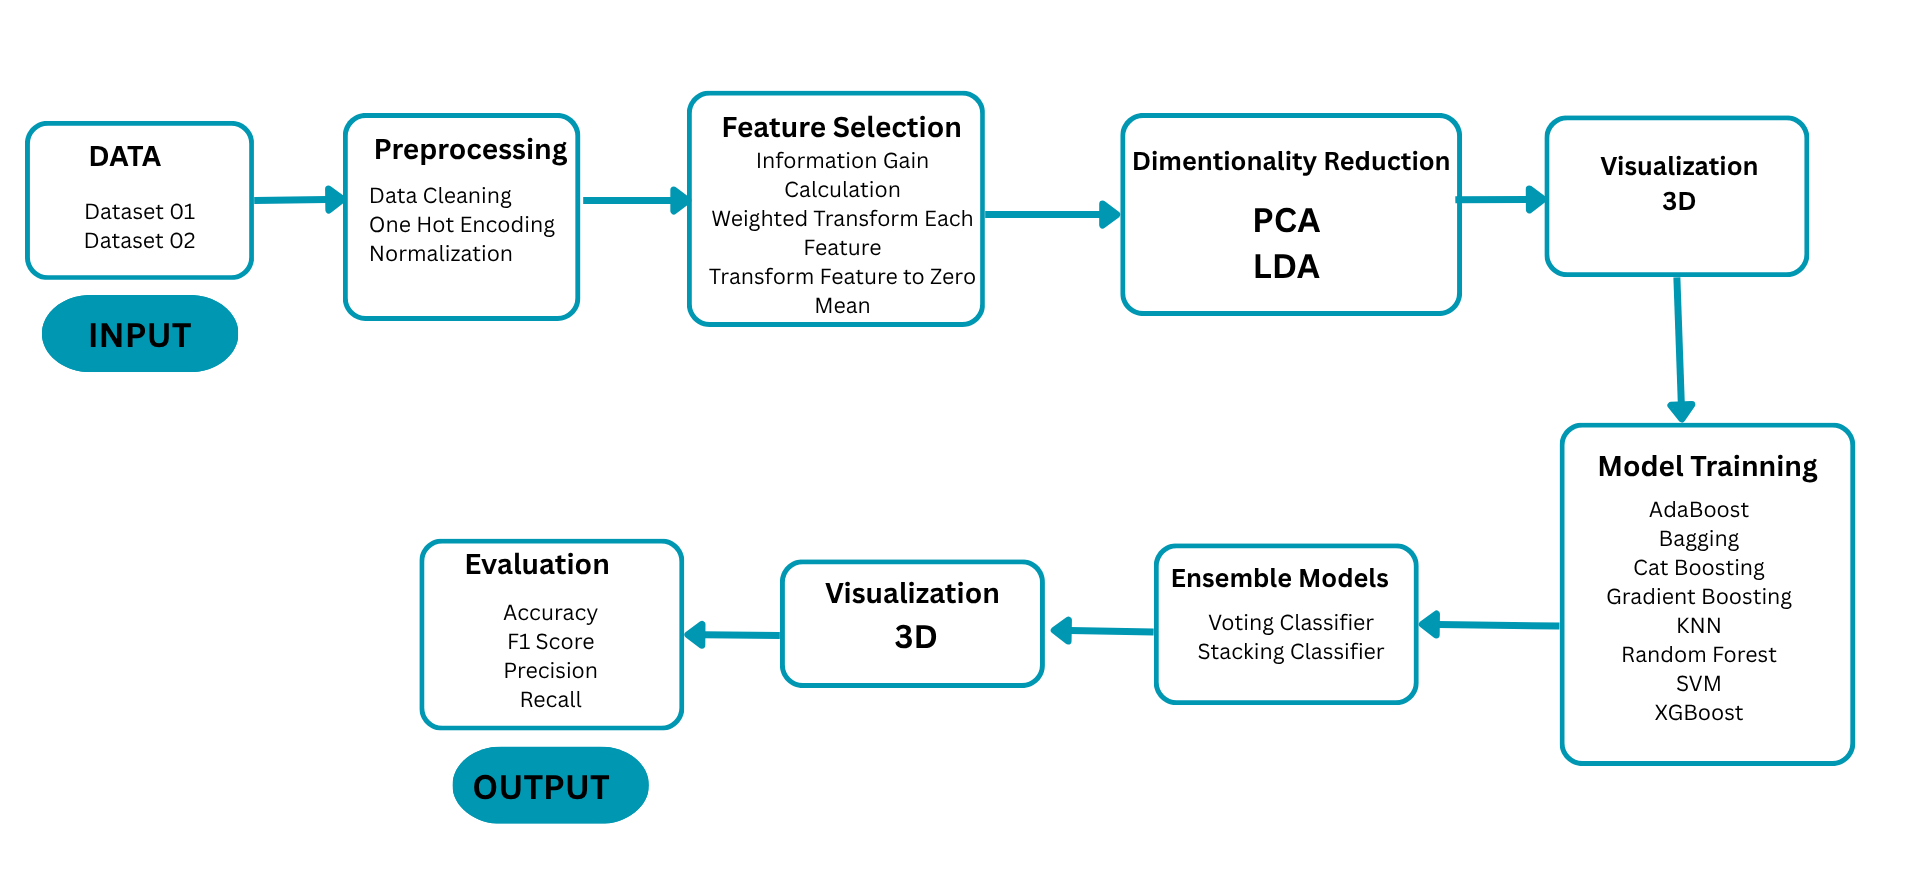 DATA
Dataset 01
Dataset 02
INPUT
Preprocessing
Data Cleaning
One Hot Encoding
Normalization
Feature Selection
Information Gain
Calculation
Weighted Transform Each
Feature
Transform Feature to Zero
Mean
Dimentionality Reduction
PCA
LDA
Visualization
3D
Model Trainning
AdaBoost
Bagging
Cat Boosting
Gradient Boosting
KNN
Random Forest
SVM
XGBoost
Ensemble Models
Voting Classifier
Stacking Classifier
Visualization
3D
Evaluation
Accuracy
F1 Score
Precision
Recall
OUTPUT